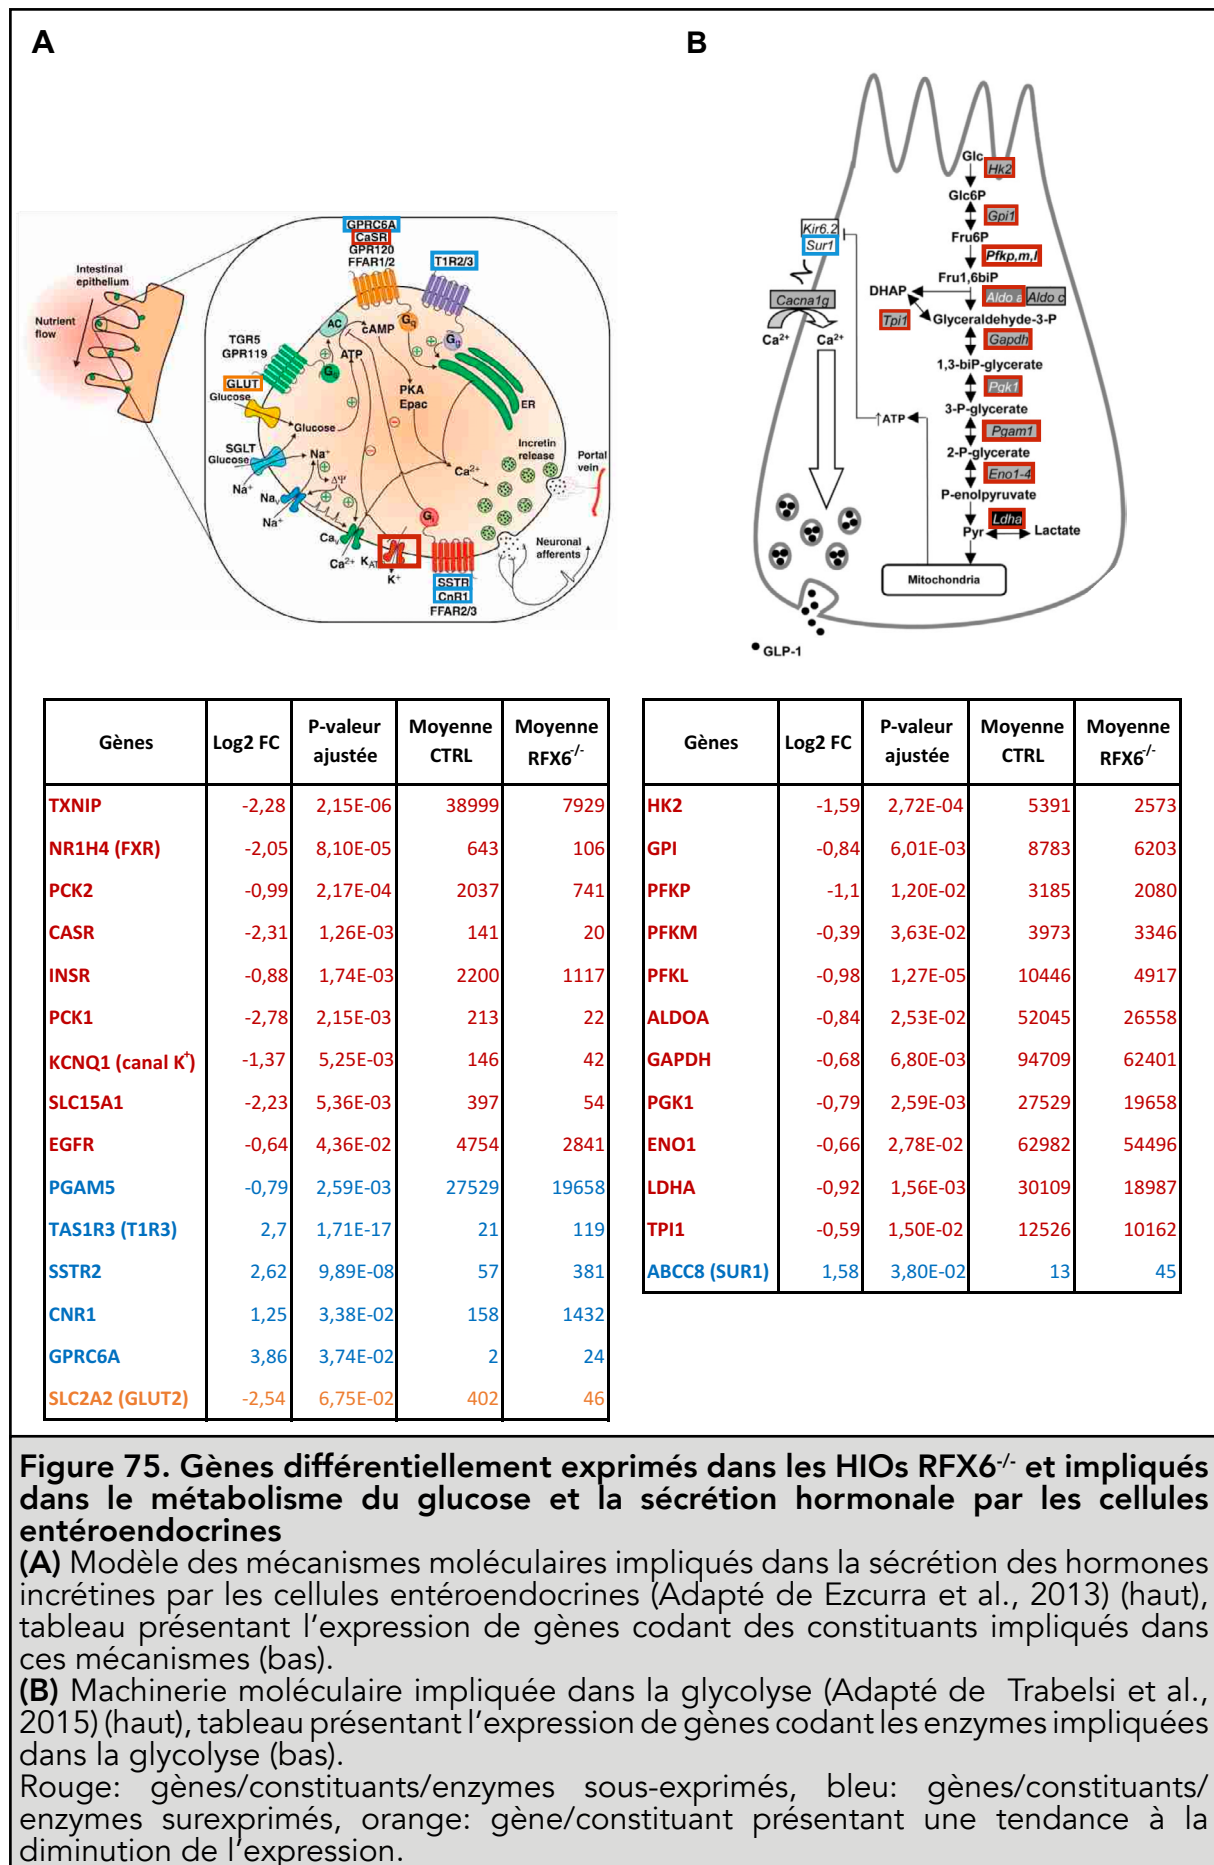 A
B
GPRC6A
CaSR
GPR120
FFAR1/2
T1R2/3
Intestinal
epithelium
Nutrient
flow
TGR5
GPR119
AC
cAMP
Gq
ATP
Gs
ER
PKA
Epac
GLUT
Glucose
Glucose
SGLT
Glucose
Na+
Na+
ΔΨ
Nav
Na+
Cav
Ca2+
K+
Ca2+
Incretin
release
Portal
vein
Gi
Neuronal
afferents
SSTR
CnR1
FFAR2/3
Glc
Hk2
Glc6P
Gpi1
Fru6P
Pfkp,m,l
Fru1,6biP
DHAP
Aldo a
Aldo c
Tpi1
Glyceraldehyde-3-P
Gapdh
1,3-biP-glycerate
Pgk1
3-P-glycerate
Pgam1
2-P-glycerate
Eno1-4
P-enolpyruvate
Ldha
Pyr
Lactate
Mitochondria
Kir6.2
Sur1
Cacna1g
Ca2+
Ca2+
↑ATP
• GLP-1
Gènes Log2 FC P-valeur ajustée Moyenne CTRL Moyenne RFX6-/-
TXNIP -2,28 2,15E-06 38999 7929
NR1H4 (FXR) -2,05 8,10E-05 643 106
PCK2 -0,99 2,17E-04 2037 741
CASR -2,31 1,26E-03 141 20
INSR -0,88 1,74E-03 2200 1117
PCK1 -2,78 2,15E-03 213 22
KCNQ1 (canal K+) -1,37 5,25E-03 146 42
SLC15A1 -2,23 5,36E-03 397 54
EGFR -0,64 4,36E-02 4754 2841
PGAM5 -0,79 2,59E-03 27529 19658
TAS1R3 (T1R3) 2,7 1,71E-17 21 119
SSTR2 2,62 9,89E-08 57 381
CNR1 1,25 3,38E-02 158 1432
GPRC6A 3,86 3,74E-02 2 24
SLC2A2 (GLUT2) -2,54 6,75E-02 402 46
Gènes Log2 FC P-valeur ajustée Moyenne CTRL Moyenne RFX6-/-
HK2 -1,59 2,72E-04 5391 2573
GPI -0,84 6,01E-03 8783 6203
PFKP -1,1 1,20E-02 3185 2080
PFKM -0,39 3,63E-02 3973 3346
PFKL -0,98 1,27E-05 10446 4917
ALDOA -0,84 2,53E-02 52045 26558
GAPDH -0,68 6,80E-03 94709 62401
PGK1 -0,79 2,59E-03 27529 19658
ENO1 -0,66 2,78E-02 62982 54496
LDHA -0,92 1,56E-03 30109 18987
TPI1 -0,59 1,50E-02 12526 10162
ABCC8 (SUR1) 1,58 3,80E-02 13 45
Figure 75. Gènes différentiellement exprimés dans les HIOs RFX6-/- et impliqués
dans le métabolisme du glucose et la sécrétion hormonale par les cellules
entéroendocrines
(A) Modèle des mécanismes moléculaires impliqués dans la sécrétion des hormones
incrétines par les cellules entéroendocrines (Adapté de Ezcurra et al., 2013) (haut),
tableau présentant l'expression de gènes codant des constituants impliqués dans
ces mécanismes (bas).
(B) Machinerie moléculaire impliquée dans la glycolyse (Adapté de Trabelsi et al.,
2015) (haut), tableau présentant l'expression de gènes codant les enzymes impliquées
dans la glycolyse (bas).
Rouge: gènes/constituants/enzymes sous-exprimés, bleu: gènes/constituants/
enzymes surexprimés, orange: gène/constituant présentant une tendance à la
diminution de l'expression.